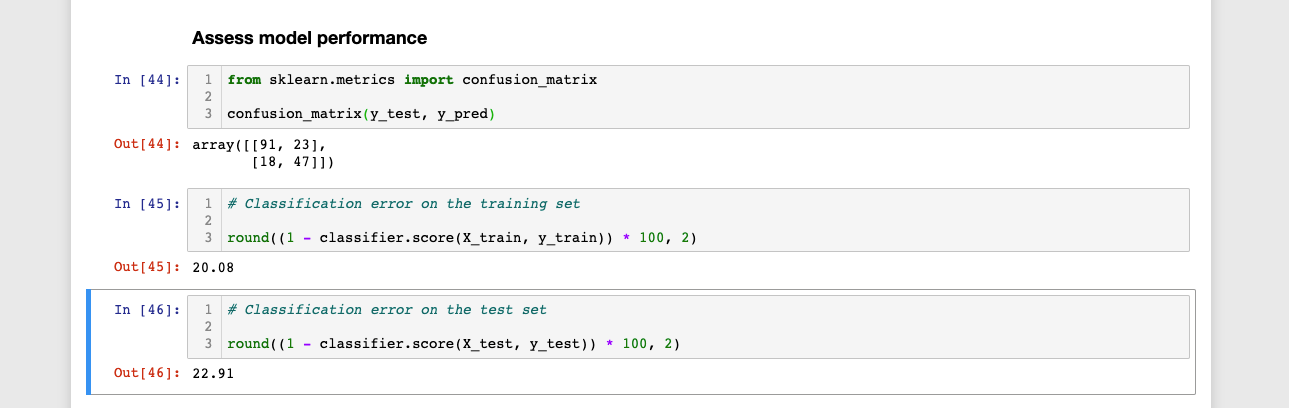 Assess model performance
In [44]: 1 from sklearn.metrics import confusion_matrix
2
3 confusion_matrix(y_test, y_pred)
Out[44]: array([[91, 23],
[18, 47]])
In [45]: 1 # Classification error on the training set
2
3 round((1 - classifier.score(X_train, y_train)) * 100, 2)
Out[45]: 20.08
In [46]: 1 # Classification error on the test set
2
3 round((1 - classifier.score(X_test, y_test)) * 100, 2)
Out[46]: 22.91